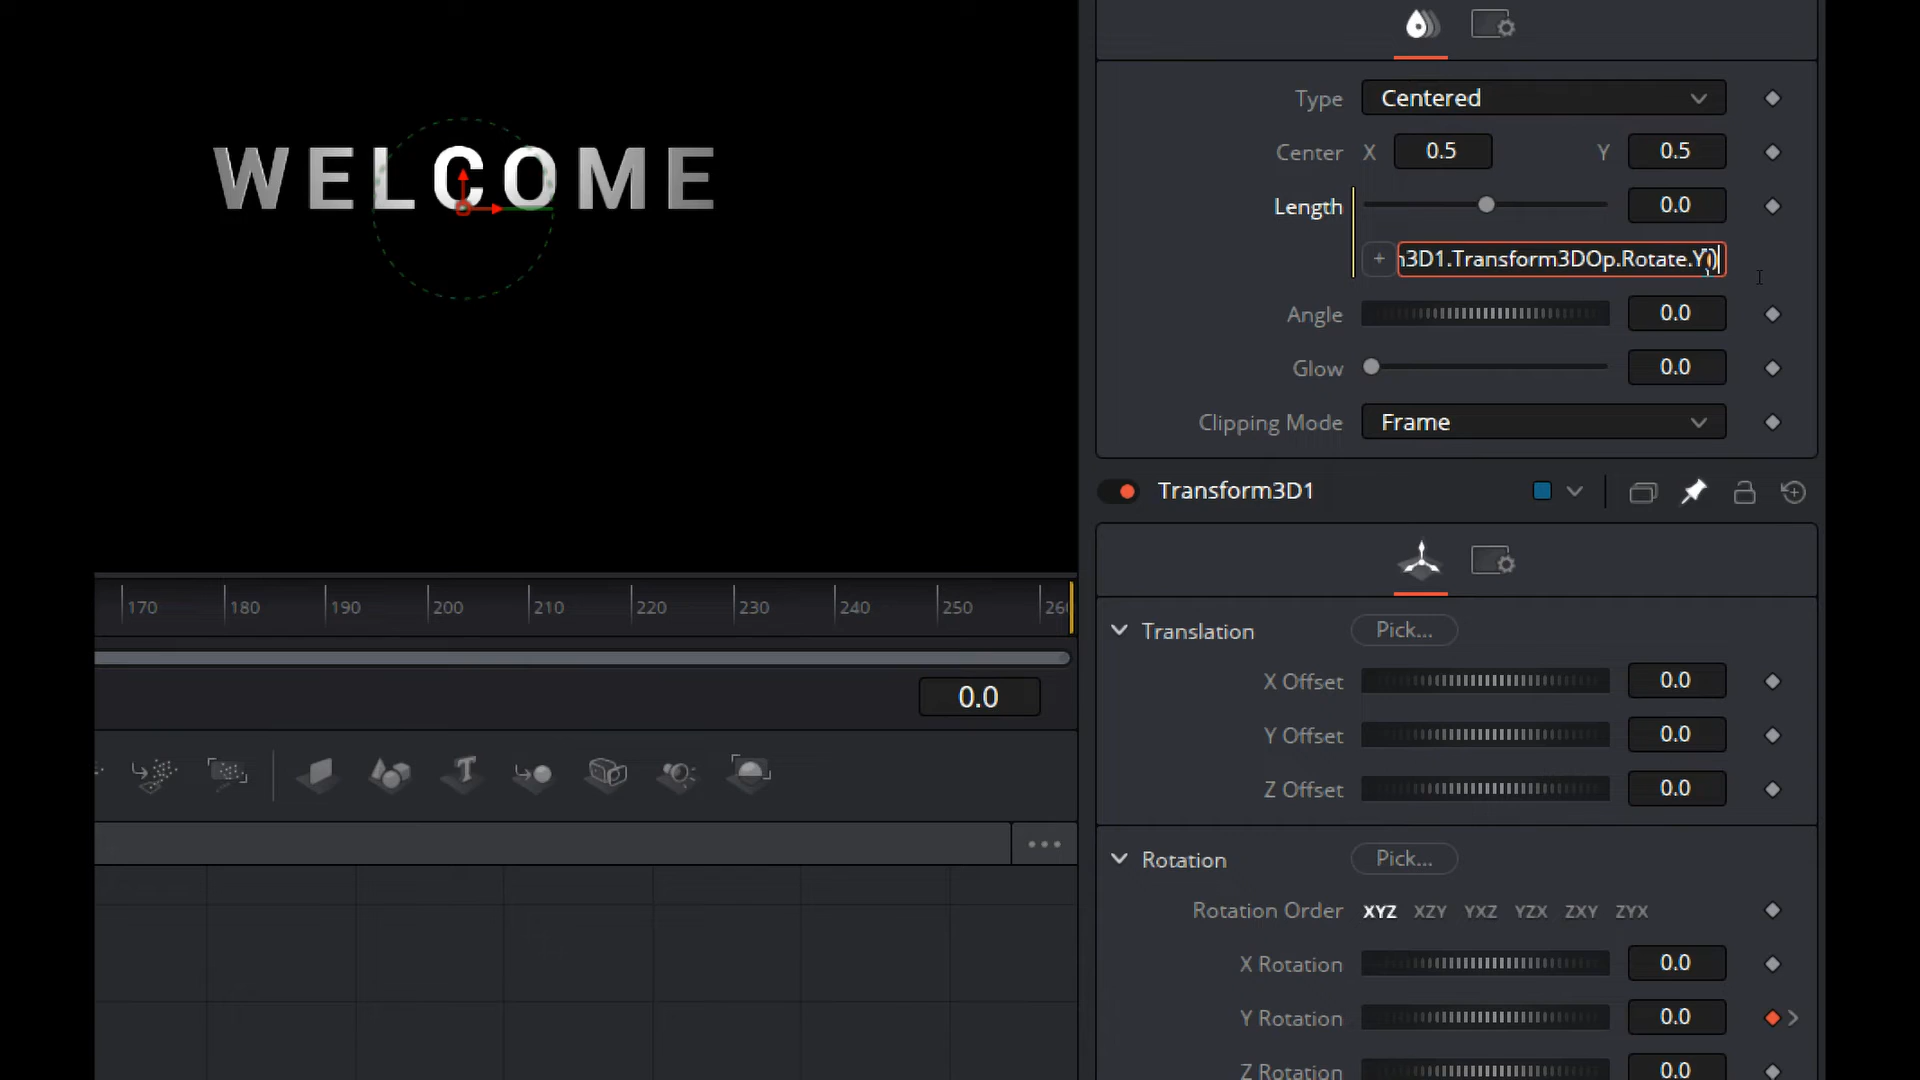 WELCOME
170 180 190 200 210 220 230 240 250
0.0
Type Centered
Center X 0.5 Y 0.5
Length 0.0
3D1.Transform3DOp.Rotate.Y)
Angle 0.0
Glow 0.0
Clipping Mode Frame
Transform3D1
Translation Pick...
X Offset 0.0
Y Offset 0.0
Z Offset 0.0
Rotation Pick...
Rotation Order XYZ XZY YXZ YZX ZXY ZYX
X Rotation 0.0
Y Rotation 0.0
Z Rotation 0.0